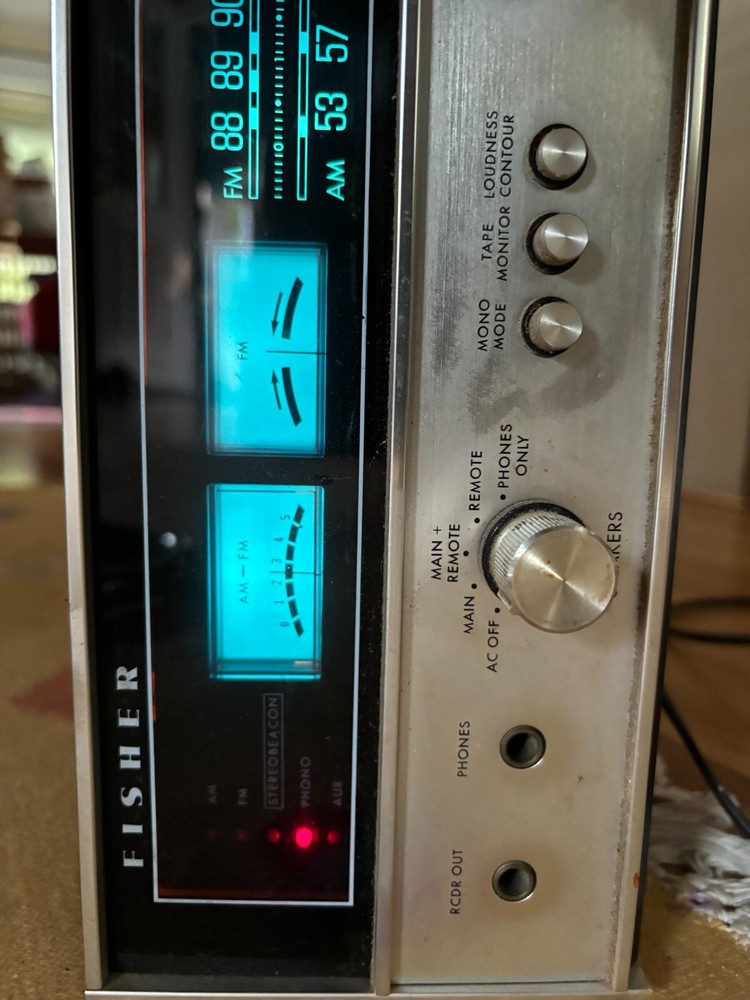 FISHER
AM
FM
STEREOBEACON
PHONO
AUX
AM—FM
0 1 2 3 4 5
FM
FM 88 89 90
AM 53 57
RCDR OUT
PHONES
AC OFF
MAIN
MAIN +
REMOTE
REMOTE
PHONES
ONLY
MONO
MODE
TAPE
MONITOR
LOUDNESS
CONTOUR